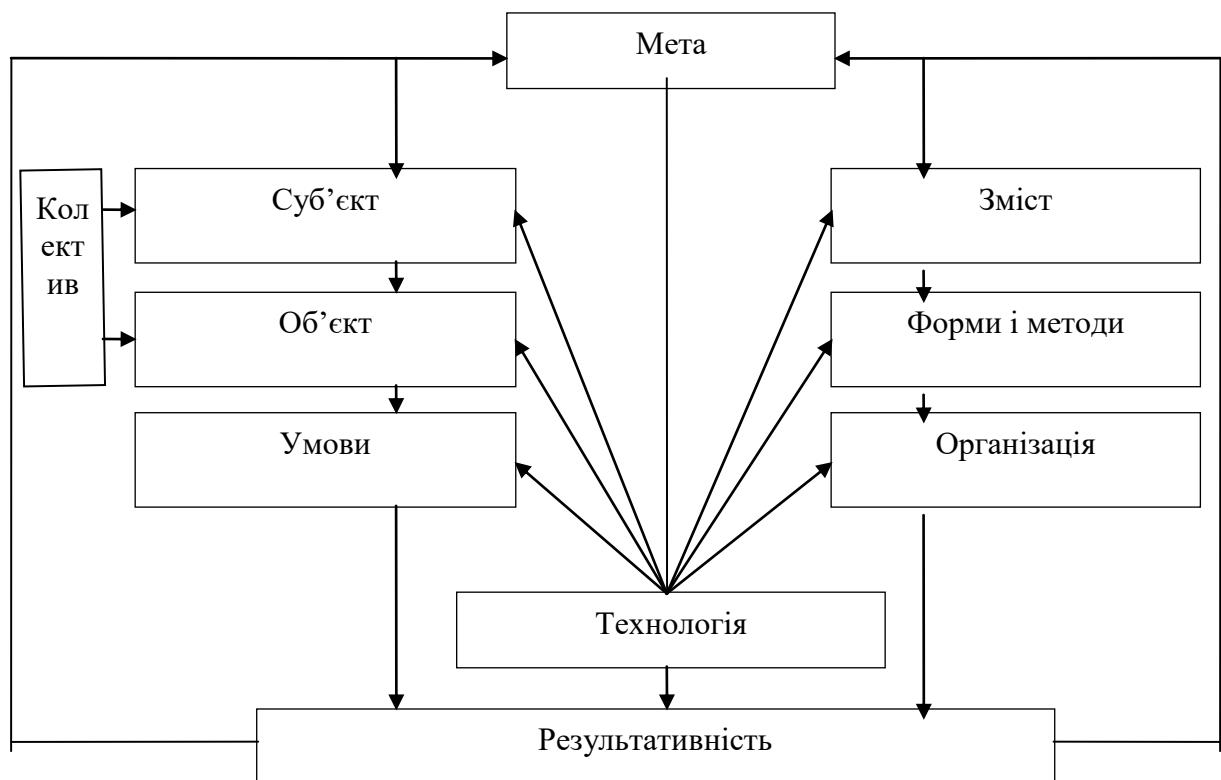 Мета
Суб’єкт
Зміст
Кол
ект
ив
Об’єкт
Форми і методи
Умови
Організація
Технологія
Результативність